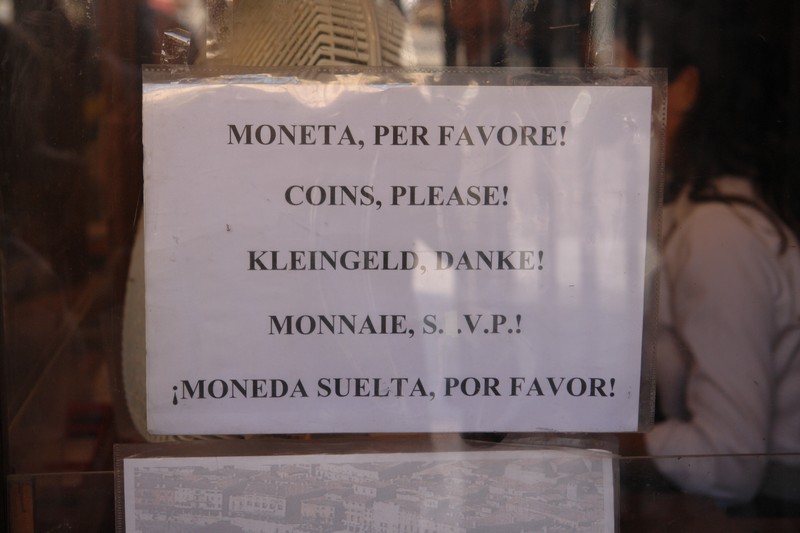 MONETA, PER FAVORE!
COINS, PLEASE!
KLEINGELD, DANKE!
MONNAIE, S. .V.P.!
¡MONEDA SUELTA, POR FAVOR!